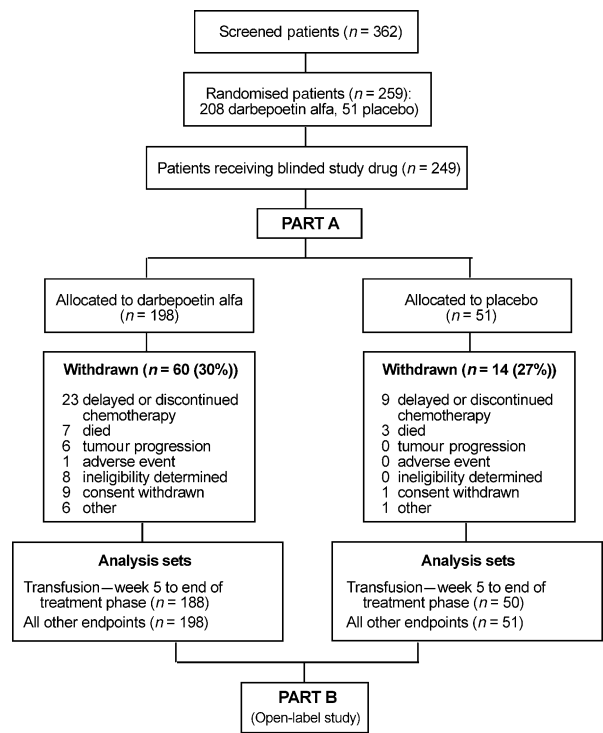 Screened patients (n = 362)
Randomised patients (n = 259):
208 darbepoetin alfa, 51 placebo)
Patients receiving blinded study drug (n = 249)
PART A
Allocated to darbepoetin alfa
(n = 198)
Withdrawn (n = 60 (30%))
23 delayed or discontinued
chemotherapy
7 died
6 tumour progression
1 adverse event
8 ineligibility determined
9 consent withdrawn
6 other
Analysis sets
Transfusion—week 5 to end of
treatment phase (n = 188)
All other endpoints (n = 198)
Allocated to placebo
(n = 51)
Withdrawn (n = 14 (27%))
9 delayed or discontinued
chemotherapy
3 died
0 tumour progression
0 adverse event
0 ineligibility determined
1 consent withdrawn
1 other
Analysis sets
Transfusion—week 5 to end of
treatment phase (n = 50)
All other endpoints (n = 51)
PART B
(Open-label study)